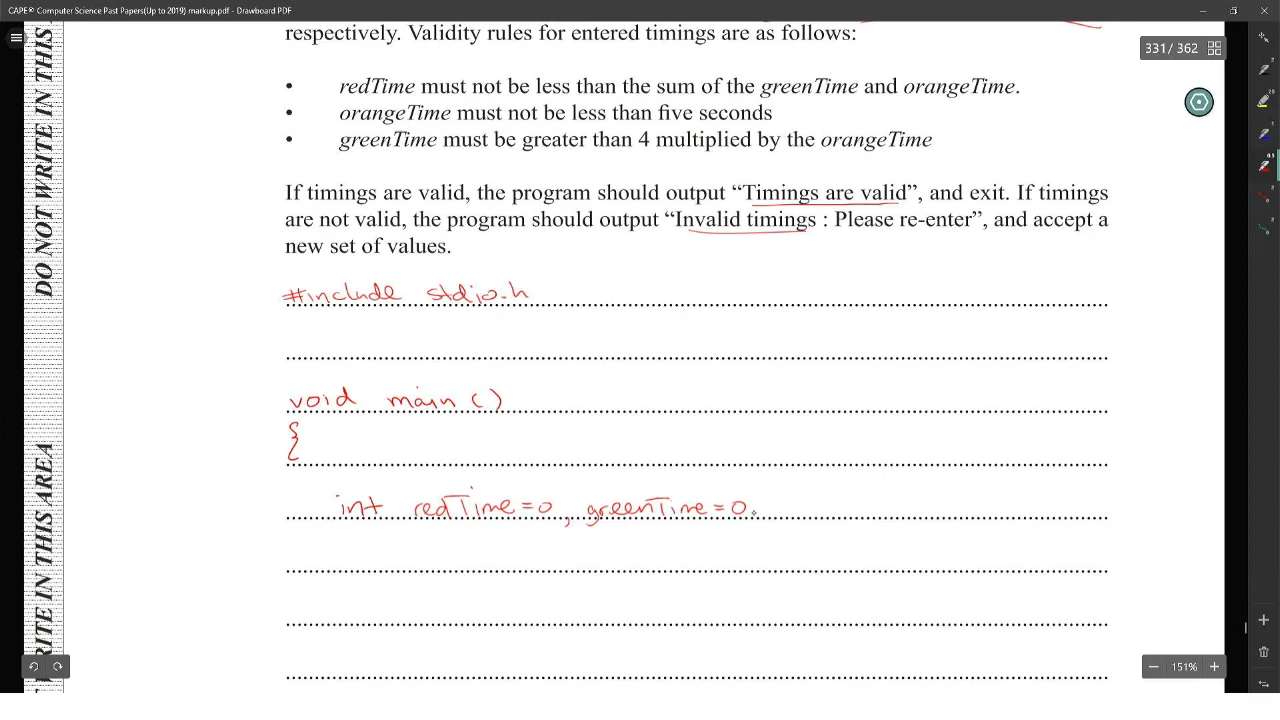 CAPE® Computer Science Past Papers(Up to 2019) markup.pdf - Drawboard PDF
331 / 362
respectively. Validity rules for entered timings are as follows:
• redTime must not be less than the sum of the greenTime and orangeTime.
• orangeTime must not be less than five seconds
• greenTime must be greater than 4 multiplied by the orangeTime
If timings are valid, the program should output “Timings are valid”, and exit. If timings
are not valid, the program should output “Invalid timings : Please re-enter”, and accept a
new set of values.
#include stdio.h
void main ()
{
int redTime = 0, greenTime = 0
DO NOT WRITE IN THIS
RITE IN THIS AREA
151%